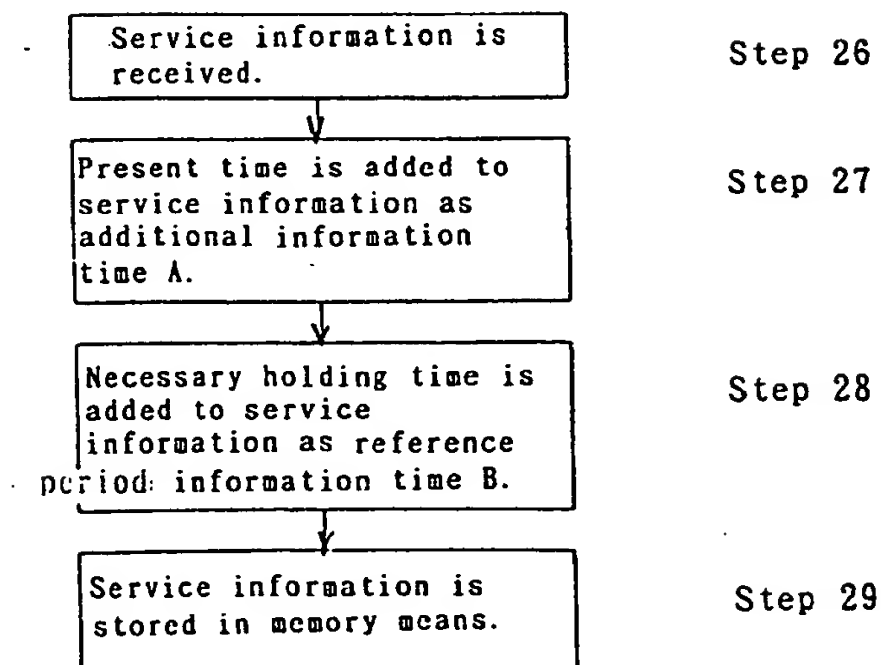 Service information is
received.
Step 26
Present time is added to
service information as
additional information
time A.
Step 27
Necessary holding time is
added to service
information as reference
period: information time B.
Step 28
Service information is
stored in memory means.
Step 29